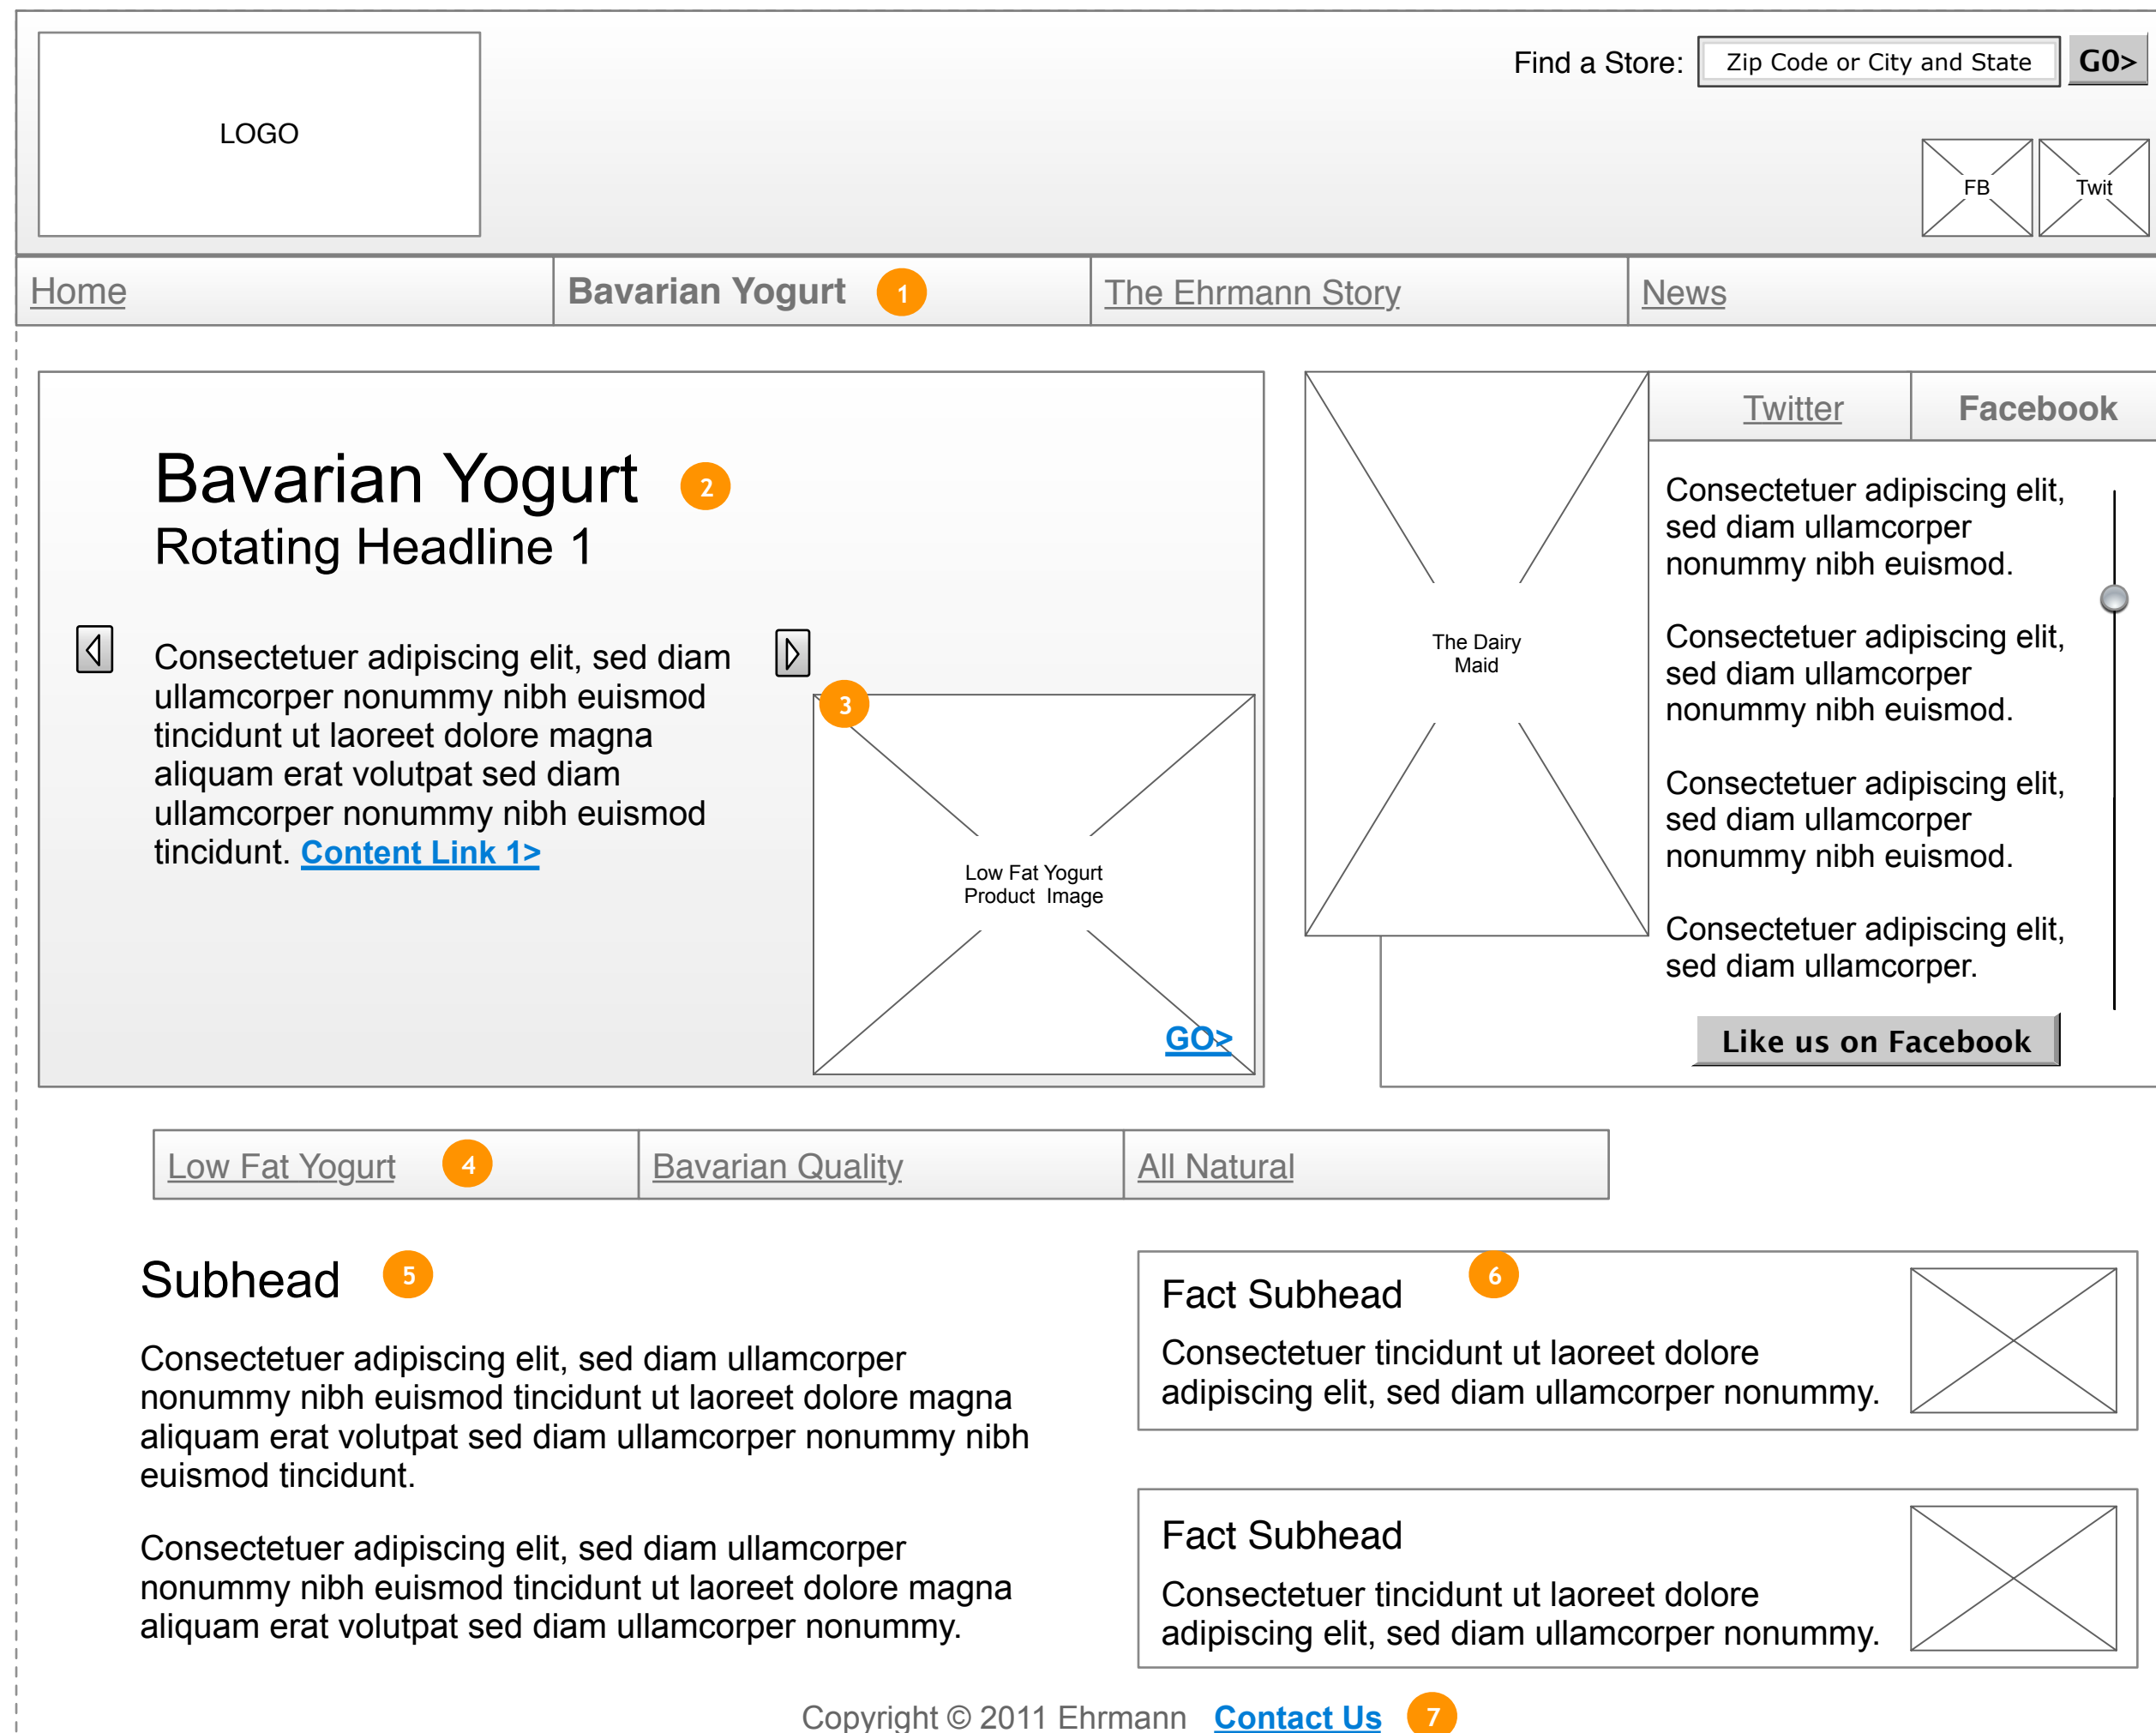 Find a Store: Zip Code or City and State GO>
LOGO
FB Twit
Home Bavarian Yogurt 1 The Ehrmann Story News
Twitter Facebook
Bavarian Yogurt 2
Rotating Headline 1
Consectetuer adipiscing elit, sed diam
ullamcorper nonummy nibh euismod
tincidunt ut laoreet dolore magna
aliquam erat volutpat sed diam
ullamcorper nonummy nibh euismod
tincidunt. Content Link 1>
3
Low Fat Yogurt
Product Image
GO>
The Dairy
Maid
Consectetuer adipiscing elit,
sed diam ullamcorper
nonummy nibh euismod.
Consectetuer adipiscing elit,
sed diam ullamcorper
nonummy nibh euismod.
Consectetuer adipiscing elit,
sed diam ullamcorper
nonummy nibh euismod.
Consectetuer adipiscing elit,
sed diam ullamcorper.
Like us on Facebook
Low Fat Yogurt 4 Bavarian Quality All Natural
Subhead 5
Consectetuer adipiscing elit, sed diam ullamcorper
nonummy nibh euismod tincidunt ut laoreet dolore magna
aliquam erat volutpat sed diam ullamcorper nonummy nibh
euismod tincidunt.
Consectetuer adipiscing elit, sed diam ullamcorper
nonummy nibh euismod tincidunt ut laoreet dolore magna
aliquam erat volutpat sed diam ullamcorper nonummy.
Fact Subhead 6
Consectetuer tincidunt ut laoreet dolore
adipiscing elit, sed diam ullamcorper nonummy.
Fact Subhead
Consectetuer tincidunt ut laoreet dolore
adipiscing elit, sed diam ullamcorper nonummy.
Copyright © 2011 Ehrmann Contact Us 7